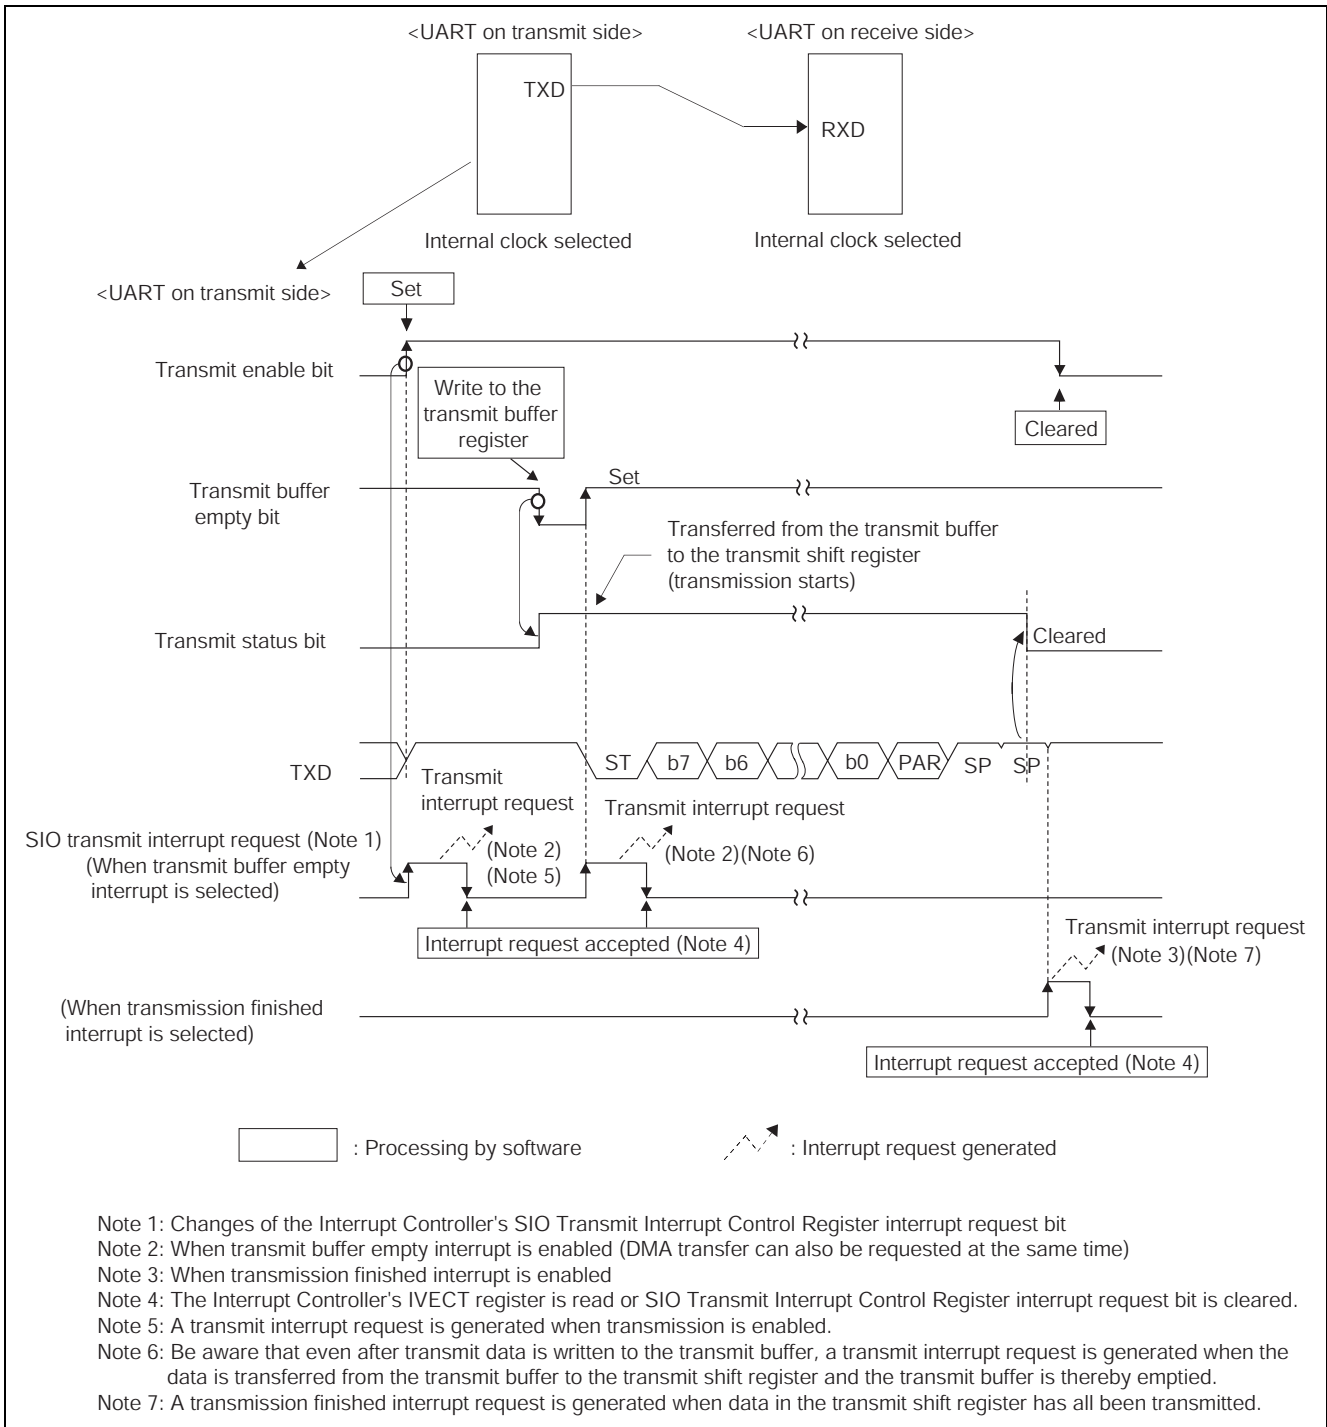 <UART on transmit side>
<UART on receive side>
TXD
RXD
Internal clock selected
Internal clock selected
<UART on transmit side>
Set
Transmit enable bit
Write to the
transmit buffer
register
Cleared
Transmit buffer
empty bit
Set
Transferred from the transmit buffer
to the transmit shift register
(transmission starts)
Transmit status bit
Cleared
TXD
ST b7 b6 b0 PAR SP SP
Transmit
interrupt request
Transmit interrupt request
SIO transmit interrupt request (Note 1)
(When transmit buffer empty
interrupt is selected)
(Note 2)
(Note 5)
(Note 2)(Note 6)
Interrupt request accepted (Note 4)
Transmit interrupt request
(Note 3)(Note 7)
(When transmission finished
interrupt is selected)
Interrupt request accepted (Note 4)
: Processing by software
: Interrupt request generated
Note 1: Changes of the Interrupt Controller's SIO Transmit Interrupt Control Register interrupt request bit
Note 2: When transmit buffer empty interrupt is enabled (DMA transfer can also be requested at the same time)
Note 3: When transmission finished interrupt is enabled
Note 4: The Interrupt Controller's IVECT register is read or SIO Transmit Interrupt Control Register interrupt request bit is cleared.
Note 5: A transmit interrupt request is generated when transmission is enabled.
Note 6: Be aware that even after transmit data is written to the transmit buffer, a transmit interrupt request is generated when the
data is transferred from the transmit buffer to the transmit shift register and the transmit buffer is thereby emptied.
Note 7: A transmission finished interrupt request is generated when data in the transmit shift register has all been transmitted.